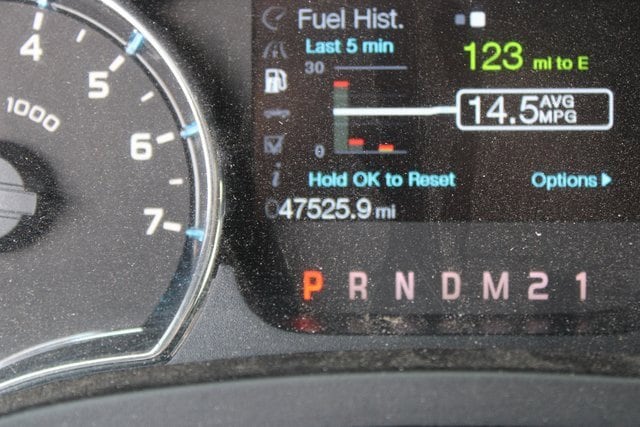 Fuel Hist.
Last 5 min
123 mi to E
30
14.5 AVG MPG
0
Hold OK to Reset
Options
047525.9 mi
4
5
6
7
1000
P R N D M 2 1